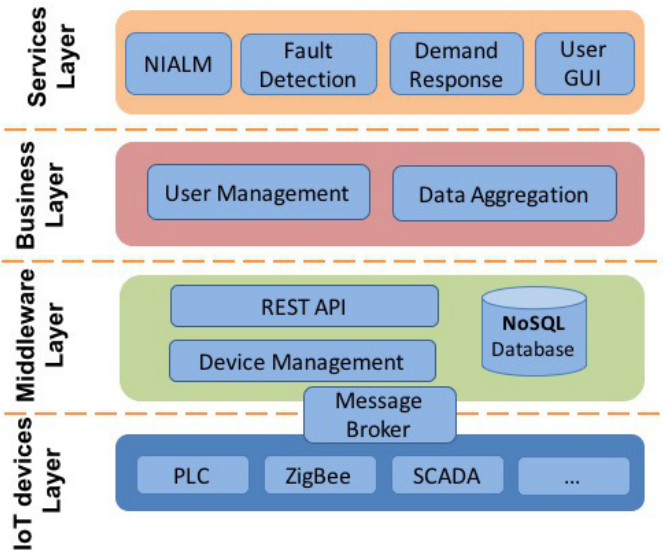 Services
Layer
NIALM
Fault
Detection
Demand
Response
User
GUI
Business
Layer
User Management
Data Aggregation
Middleware
Layer
REST API
Device Management
NoSQL
Database
Message
Broker
IoT devices
Layer
PLC
ZigBee
SCADA
...